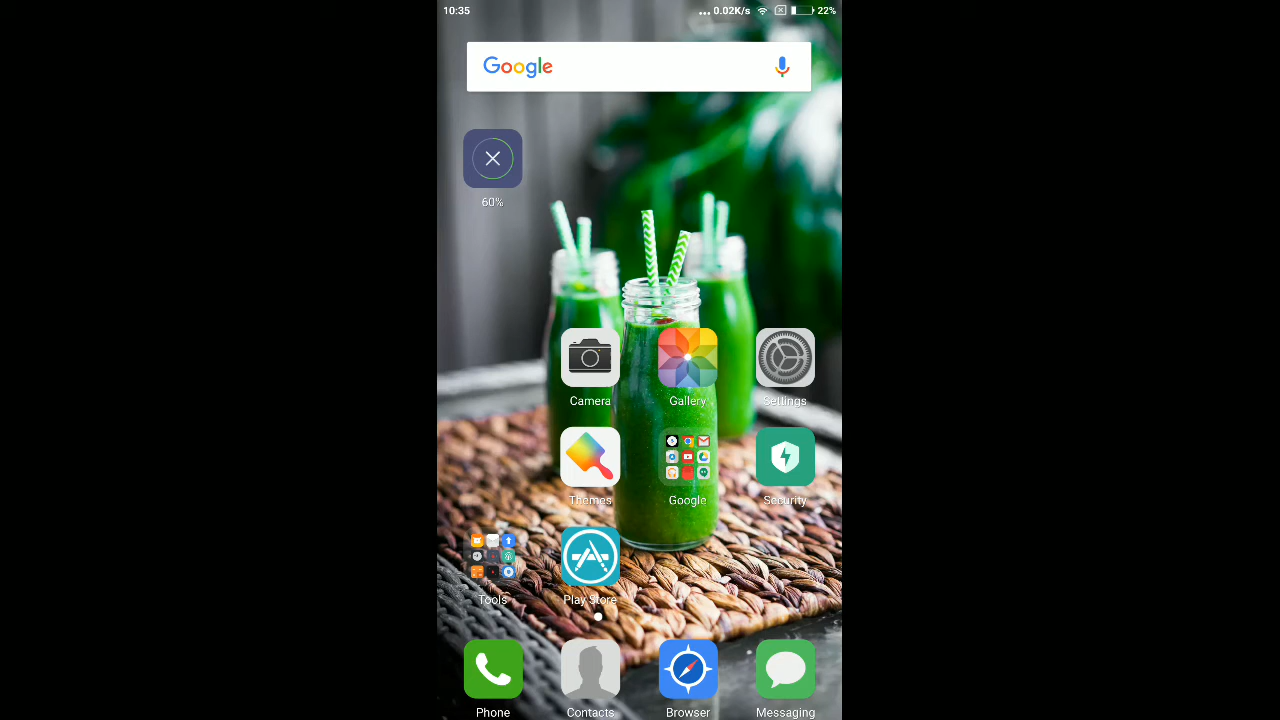 10:35
... 0.02K/s 22%
Google
60%
Camera Gallery Settings
Themes Google Security
Tools Play Store
Phone Contacts Browser Messaging